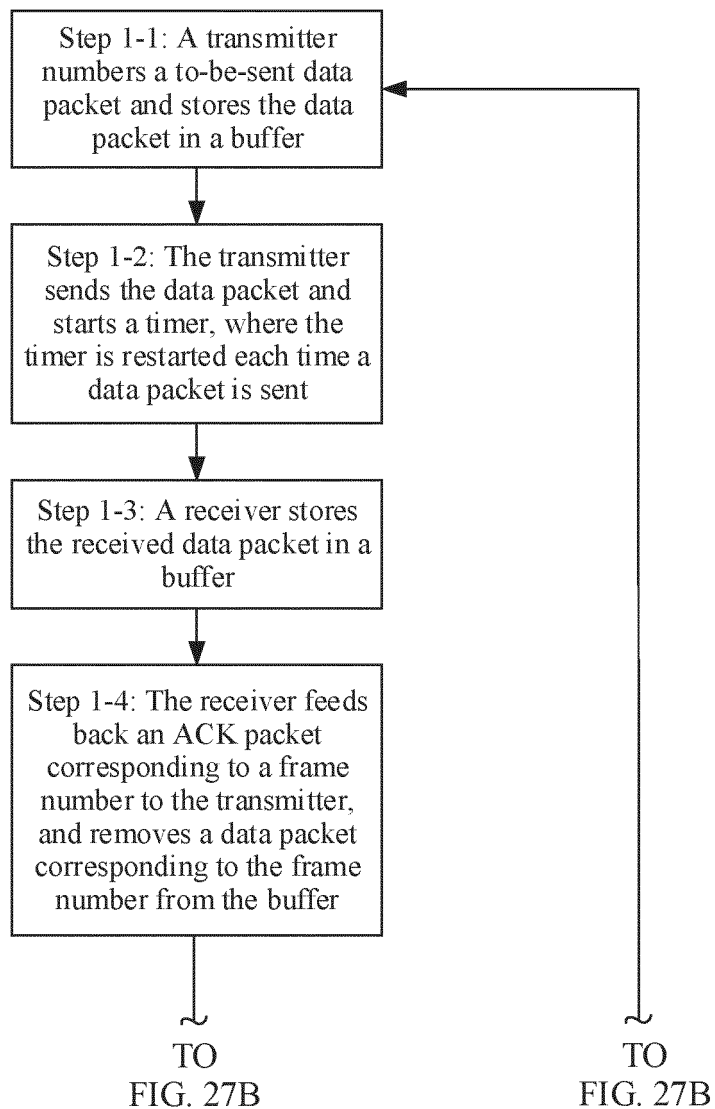 Step 1-1: A transmitter
numbers a to-be-sent data
packet and stores the data
packet in a buffer
Step 1-2: The transmitter
sends the data packet and
starts a timer, where the
timer is restarted each time a
data packet is sent
Step 1-3: A receiver stores
the received data packet in a
buffer
Step 1-4: The receiver feeds
back an ACK packet
corresponding to a frame
number to the transmitter,
and removes a data packet
corresponding to the frame
number from the buffer
TO
FIG. 27B
TO
FIG. 27B